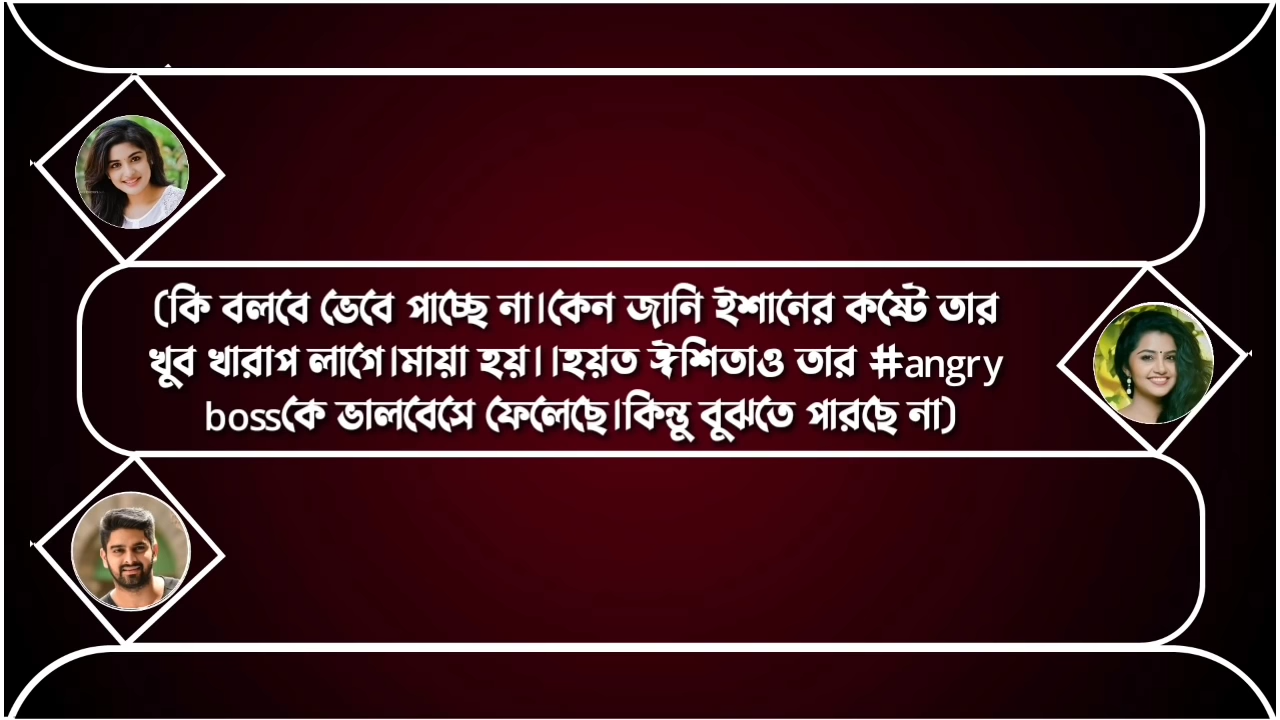 (কি বলবে ভেবে পাচ্ছে না।কেন জানি ইশানের কষ্টে তার
খুব খারাপ লাগে।মায়া হয়।।হয়ত ঈশিতাও তার #angry
bossকে ভালবেসে ফেলেছে।কিন্তু বুঝতে পারছে না)